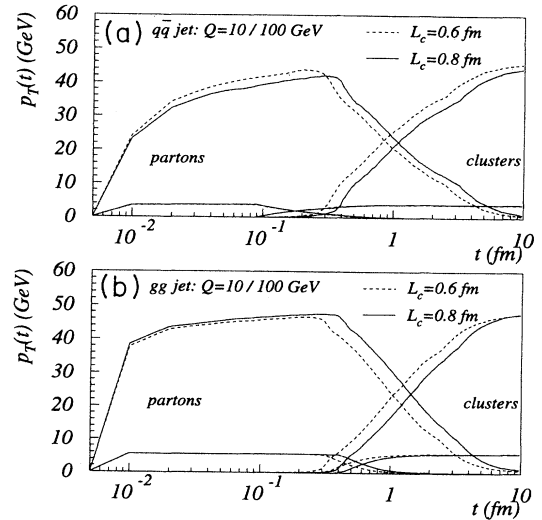 (a) qq̄ jet: Q=10 / 100 GeV
L_c=0.6 fm
L_c=0.8 fm
p_T(t) (GeV)
60
50
40
30
20
10
0
partons
clusters
10^-2
10^-1
1
10
t (fm)
(b) gg jet: Q=10 / 100 GeV
L_c=0.6 fm
L_c=0.8 fm
p_T(t) (GeV)
60
50
40
30
20
10
0
partons
clusters
10^-2
10^-1
1
10
t (fm)